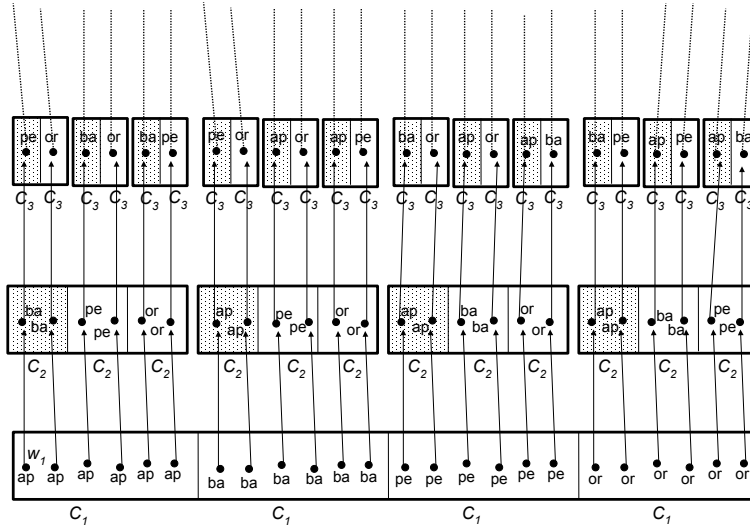 pe or ba or ba pe pe or ap or ap pe ba or ap or ap ba ba pe ap pe ap ba
C3 C3 C3 C3 C3 C3 C3 C3 C3 C3 C3 C3 C3 C3 C3 C3 C3 C3 C3 C3 C3 C3 C3 C3
ba pe or ap pe or ap ba or ap ba pe
ba pe or ap pe or ap ba or ap ba pe
C2 C2 C2 C2 C2 C2 C2 C2 C2 C2 C2 C2
w1
ap ap ap ap ap ap ba ba ba ba ba ba pe pe pe pe pe pe or or or or or or
C1 C1 C1 C1